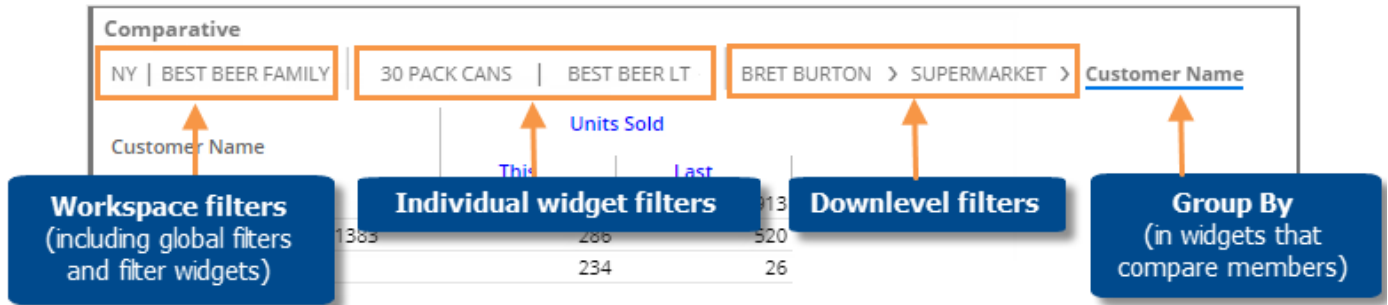 Comparative
NY | BEST BEER FAMILY 30 PACK CANS | BEST BEER LT BRET BURTON > SUPERMARKET > Customer Name
Units Sold
Customer Name
This Last
Workspace filters
(including global filters
and filter widgets)
Individual widget filters
Downlevel filters
Group By
(in widgets that
compare members)
913
1383 286 520
234 26